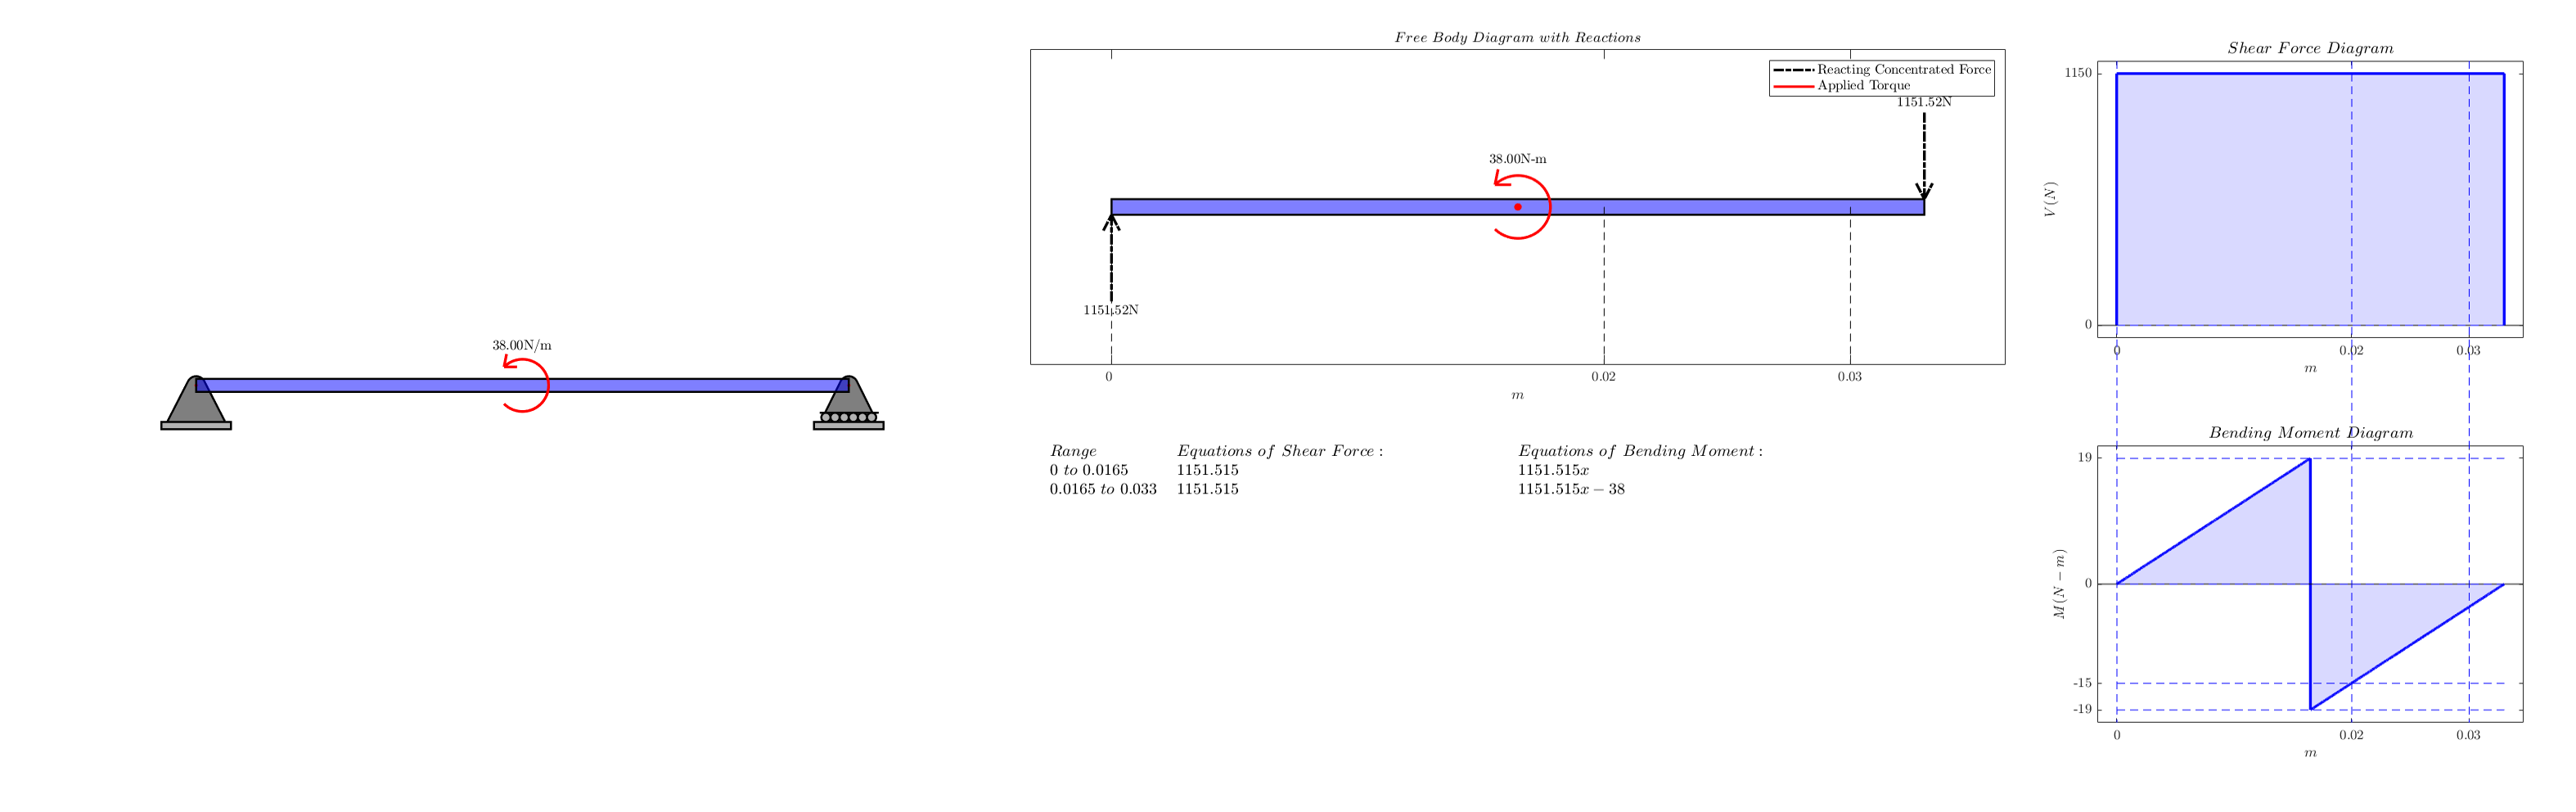 38.00N/m
Free Body Diagram with Reactions
Reacting Concentrated Force
Applied Torque
1151.52N
38.00N-m
1151.52N
0
0.02
0.03
m
Range Equations of Shear Force : Equations of Bending Moment :
0 to 0.0165 1151.515 1151.515x
0.0165 to 0.033 1151.515 1151.515x − 38
Shear Force Diagram
1150
V(N)
0
0
0.02
0.03
m
Bending Moment Diagram
19
M(N − m)
0
-15
-19
0
0.02
0.03
m